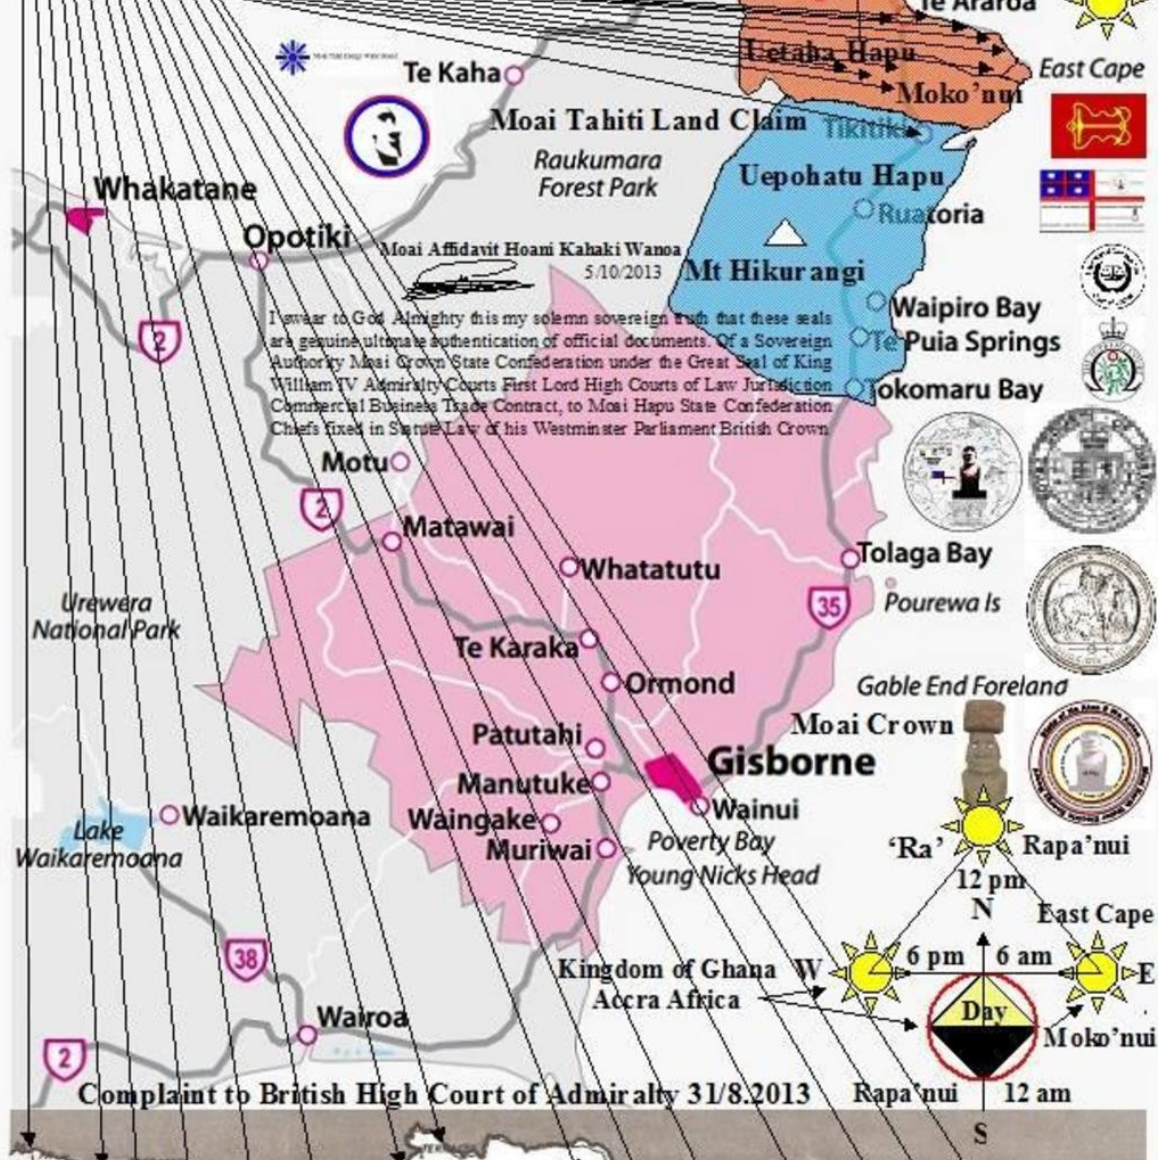 Te Araroa
Te Kaha
Uetaha Hapu
East Cape
Moko'nui
Moai Tahiti Land Claim
Tikitiki
Raukumara
Forest Park
Uepohatu Hapu
Whakatane
Ruatoria
Opotiki
Moai Affidavit Hoani Kahaki Wanoa
5/10/2013
Mt Hikurangi
Waipiro Bay
I swear to God Almighty this my solemn sovereign truth that these seals
are genuine ultimate authentication of official documents. Of a Sovereign
Authority Moai Crown State Confederation under the Great Seal of King
William IV Admiralty Courts First Lord High Courts of Law Jurisdiction
Commercial Business Trade Contract, to Moai Hapu State Confederation
Chiefs fixed in Statute Law of his Westminster Parliament British Crown
2
Te Puia Springs
Tokomaru Bay
Motu
2
Matawai
Whatatutu
Tolaga Bay
35
Pourewa Is
Urewera
National Park
Te Karaka
Ormond
Gable End Foreland
Moai Crown
Patutahi
Gisborne
Manutuke
Wainui
Waikaremoana
Waingake
Lake
Waikaremoana
Muriwai
Poverty Bay
Young Nicks Head
'Ra'
Rapa'nui
12 pm
N
East Cape
38
Kingdom of Ghana
Accra Africa
W
6 pm
6 am
E
Day
Moko'nui
Wairoa
2
Complaint to British High Court of Admiralty 31/8.2013
Rapa'nui
12 am
S